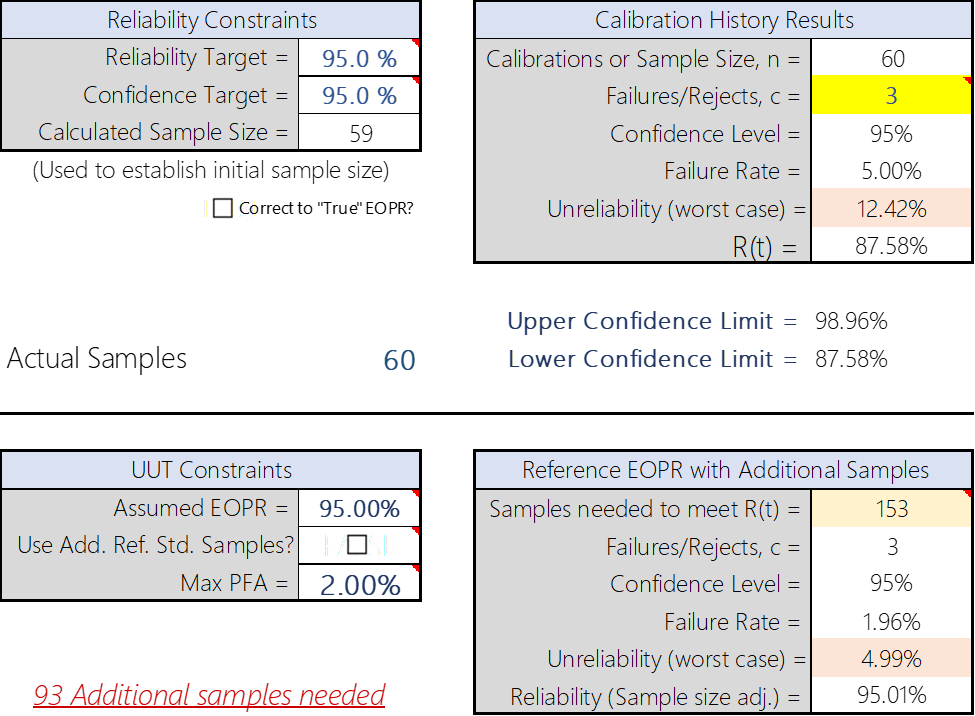 Reliability Constraints
Reliability Target = 95.0 %
Confidence Target = 95.0 %
Calculated Sample Size = 59
(Used to establish initial sample size)
Correct to "True" EOPR?
Actual Samples 60
Calibration History Results
Calibrations or Sample Size, n = 60
Failures/Rejects, c = 3
Confidence Level = 95%
Failure Rate = 5.00%
Unreliability (worst case) = 12.42%
R(t) = 87.58%
Upper Confidence Limit = 98.96%
Lower Confidence Limit = 87.58%
UUT Constraints
Assumed EOPR = 95.00%
Use Add. Ref. Std. Samples?
Max PFA = 2.00%
93 Additional samples needed
Reference EOPR with Additional Samples
Samples needed to meet R(t) = 153
Failures/Rejects, c = 3
Confidence Level = 95%
Failure Rate = 1.96%
Unreliability (worst case) = 4.99%
Reliability (Sample size adj.) = 95.01%